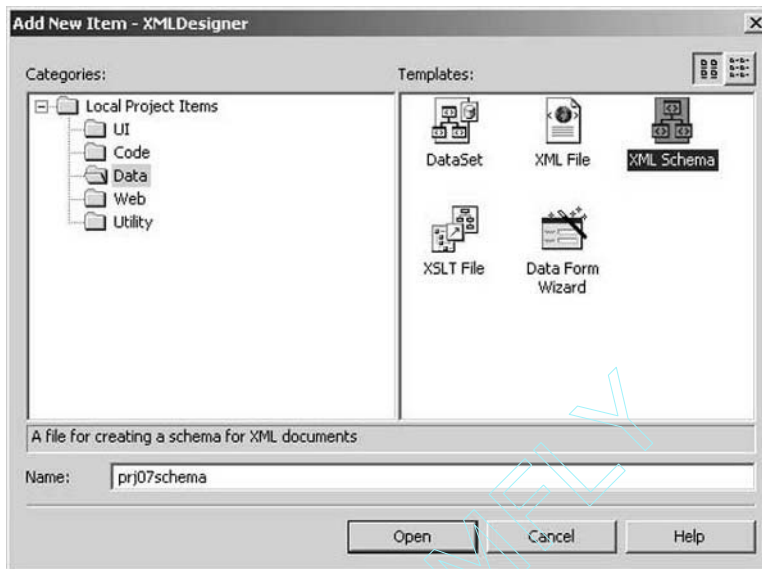 Add New Item - XMLDesigner
Categories:
Local Project Items
UI
Code
Data
Web
Utility
Templates:
DataSet
XML File
XML Schema
XSLT File
Data Form
Wizard
A file for creating a schema for XML documents
Name:
prj07schema
Open
Cancel
Help